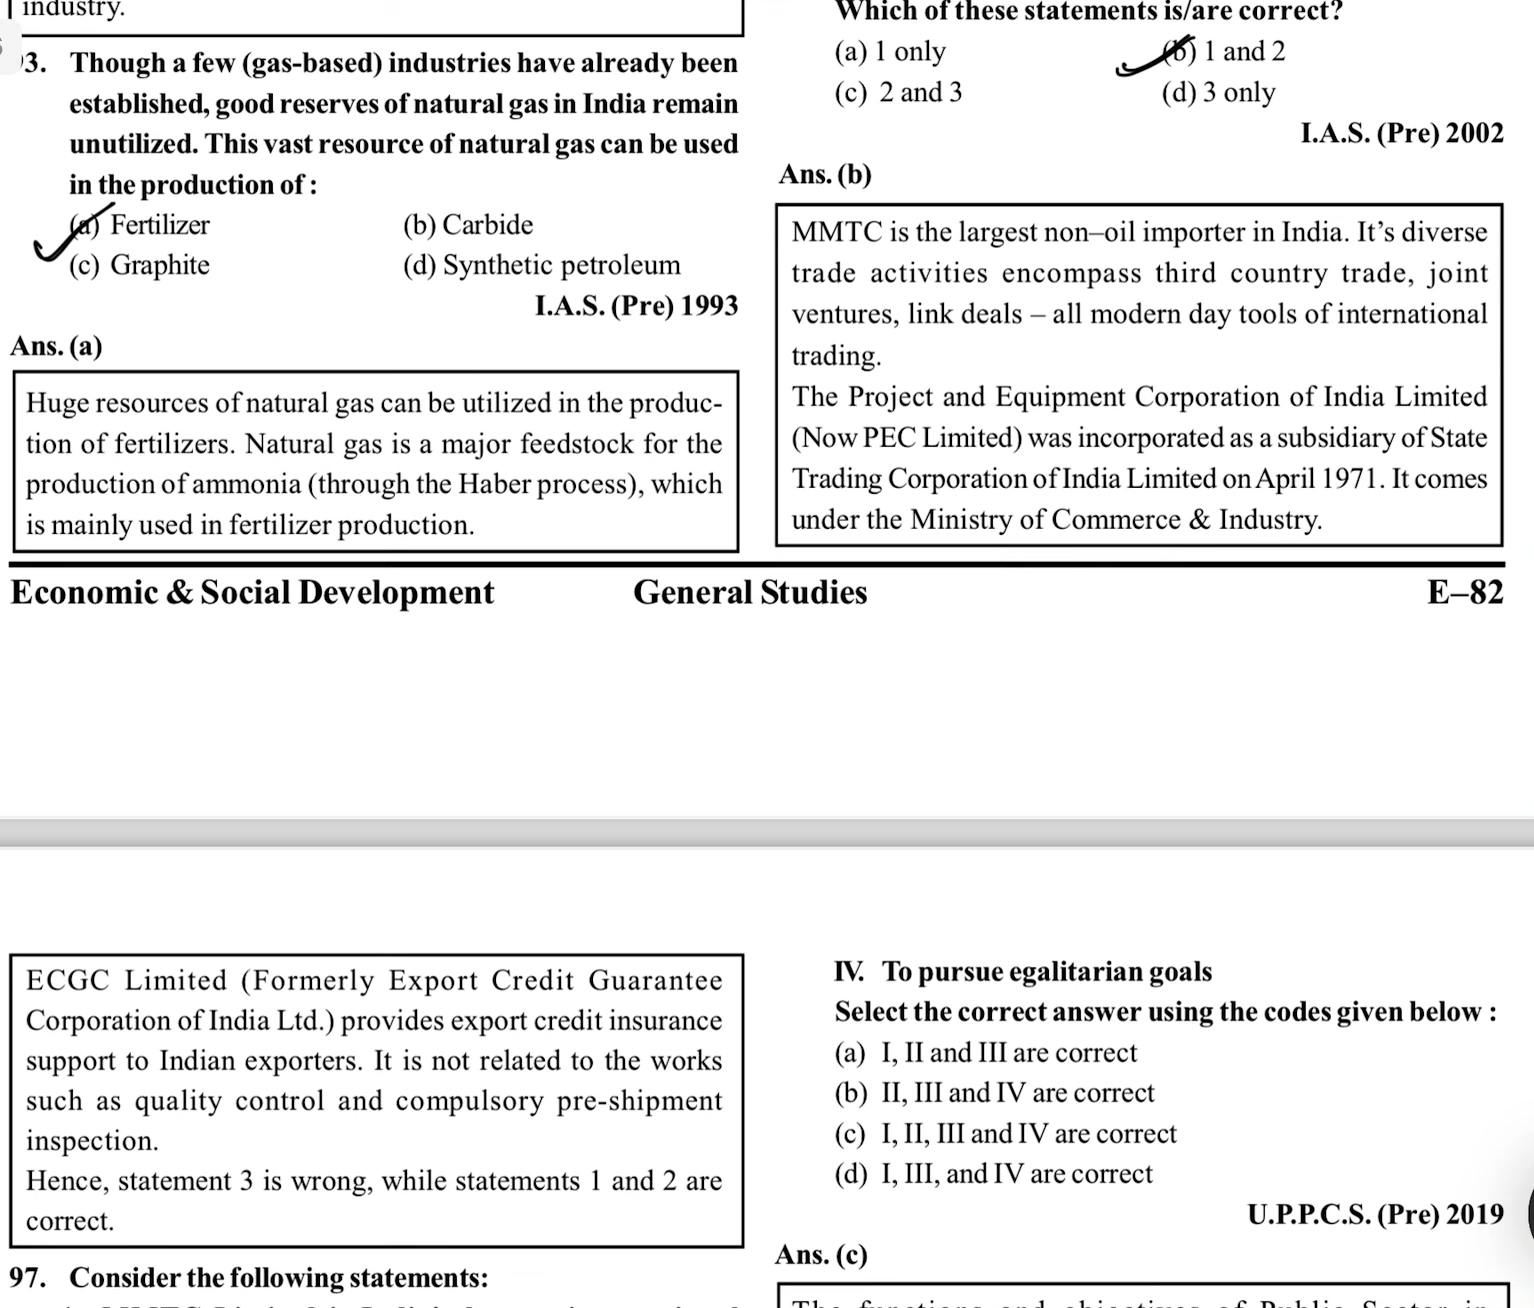 industry.
3. Though a few (gas-based) industries have already been
established, good reserves of natural gas in India remain
unutilized. This vast resource of natural gas can be used
in the production of :
(a) Fertilizer (b) Carbide
(c) Graphite (d) Synthetic petroleum
I.A.S. (Pre) 1993
Ans. (a)
Huge resources of natural gas can be utilized in the produc-
tion of fertilizers. Natural gas is a major feedstock for the
production of ammonia (through the Haber process), which
is mainly used in fertilizer production.
Which of these statements is/are correct?
(a) 1 only (b) 1 and 2
(c) 2 and 3 (d) 3 only
I.A.S. (Pre) 2002
Ans. (b)
MMTC is the largest non–oil importer in India. It’s diverse
trade activities encompass third country trade, joint
ventures, link deals – all modern day tools of international
trading.
The Project and Equipment Corporation of India Limited
(Now PEC Limited) was incorporated as a subsidiary of State
Trading Corporation of India Limited on April 1971. It comes
under the Ministry of Commerce & Industry.
Economic & Social Development General Studies E–82
ECGC Limited (Formerly Export Credit Guarantee
Corporation of India Ltd.) provides export credit insurance
support to Indian exporters. It is not related to the works
such as quality control and compulsory pre-shipment
inspection.
Hence, statement 3 is wrong, while statements 1 and 2 are
correct.
97. Consider the following statements:
IV. To pursue egalitarian goals
Select the correct answer using the codes given below :
(a) I, II and III are correct
(b) II, III and IV are correct
(c) I, II, III and IV are correct
(d) I, III, and IV are correct
U.P.P.C.S. (Pre) 2019
Ans. (c)